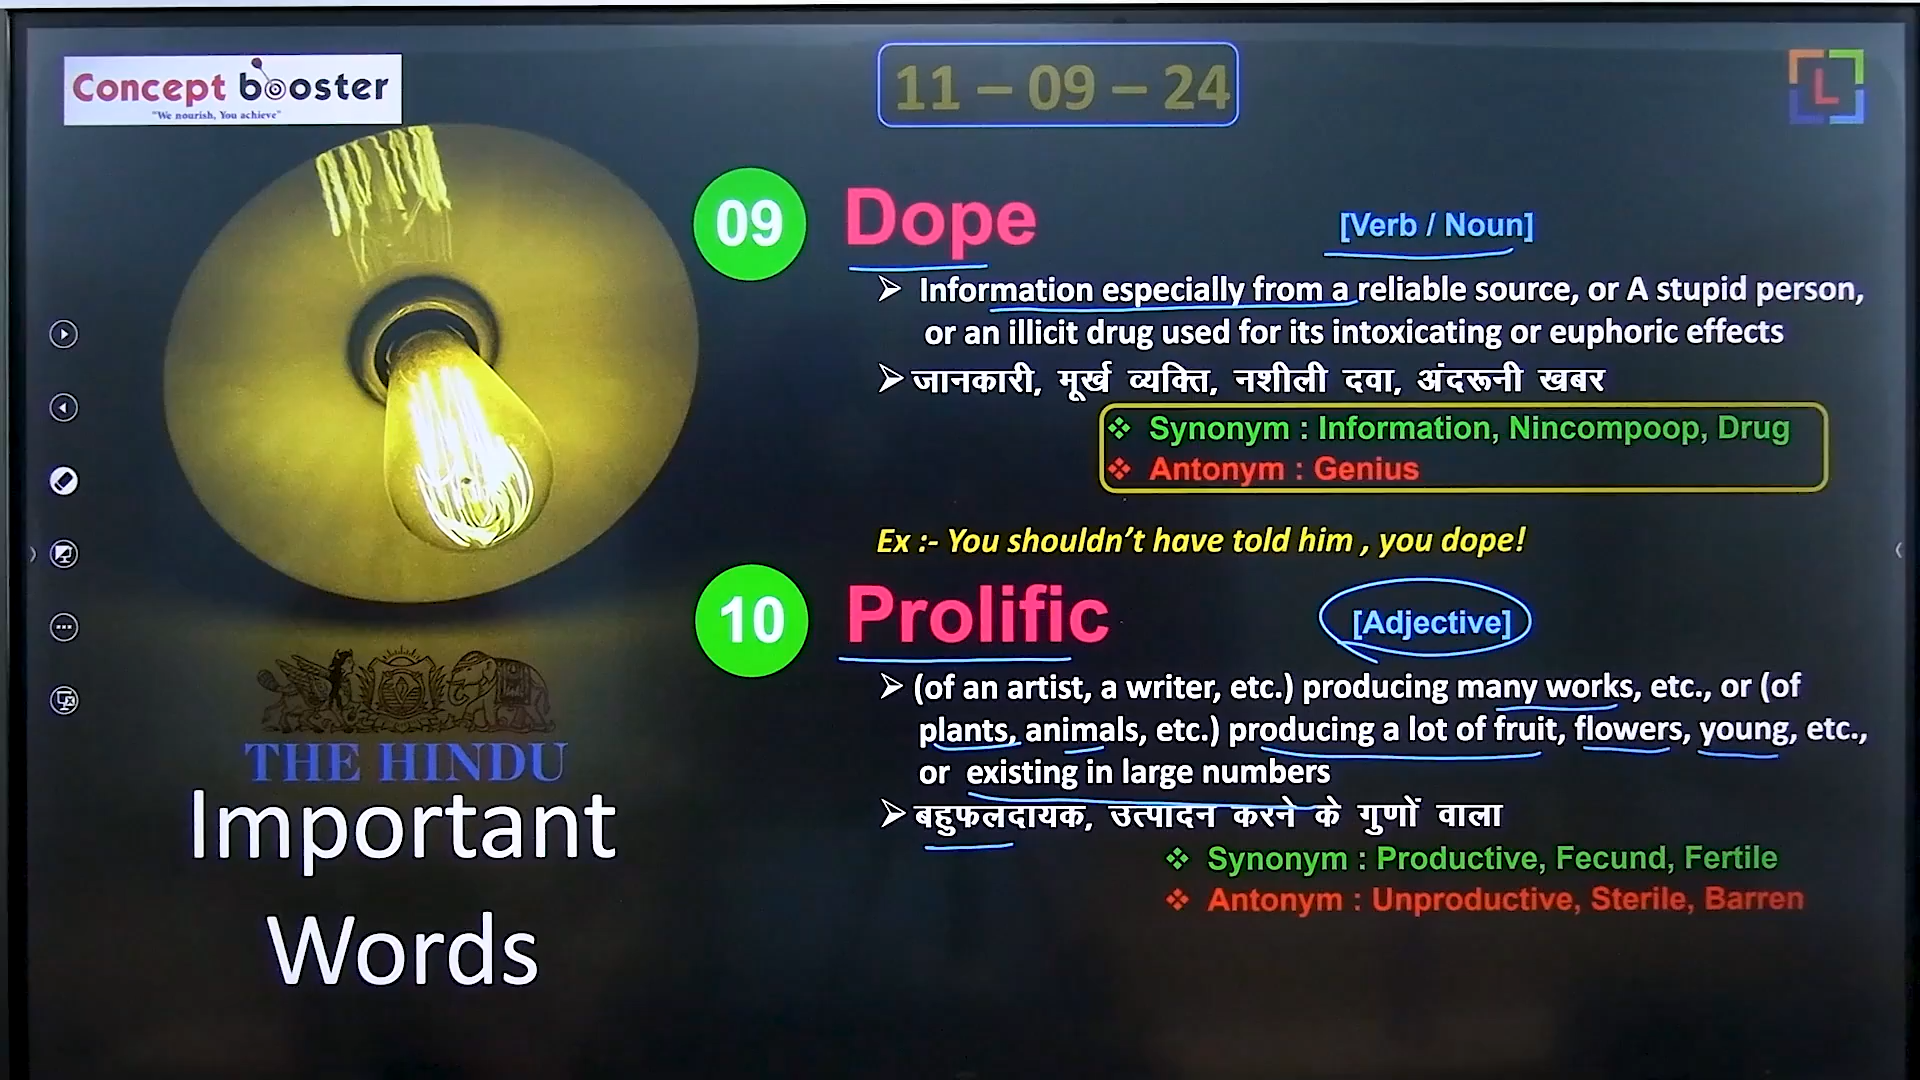 Concept booster
"We nourish, You achieve"
11 – 09 – 24
L
09
Dope
[Verb / Noun]
Information especially from a reliable source, or A stupid person,
or an illicit drug used for its intoxicating or euphoric effects
जानकारी, मूर्ख व्यक्ति, नशीली दवा, अंदरूनी खबर
Synonym : Information, Nincompoop, Drug
Antonym : Genius
Ex :- You shouldn’t have told him , you dope!
10
Prolific
[Adjective]
(of an artist, a writer, etc.) producing many works, etc., or (of
plants, animals, etc.) producing a lot of fruit, flowers, young, etc.,
or existing in large numbers
बहुफलदायक, उत्पादन करने के गुणों वाला
Synonym : Productive, Fecund, Fertile
Antonym : Unproductive, Sterile, Barren
THE HINDU
Important
Words